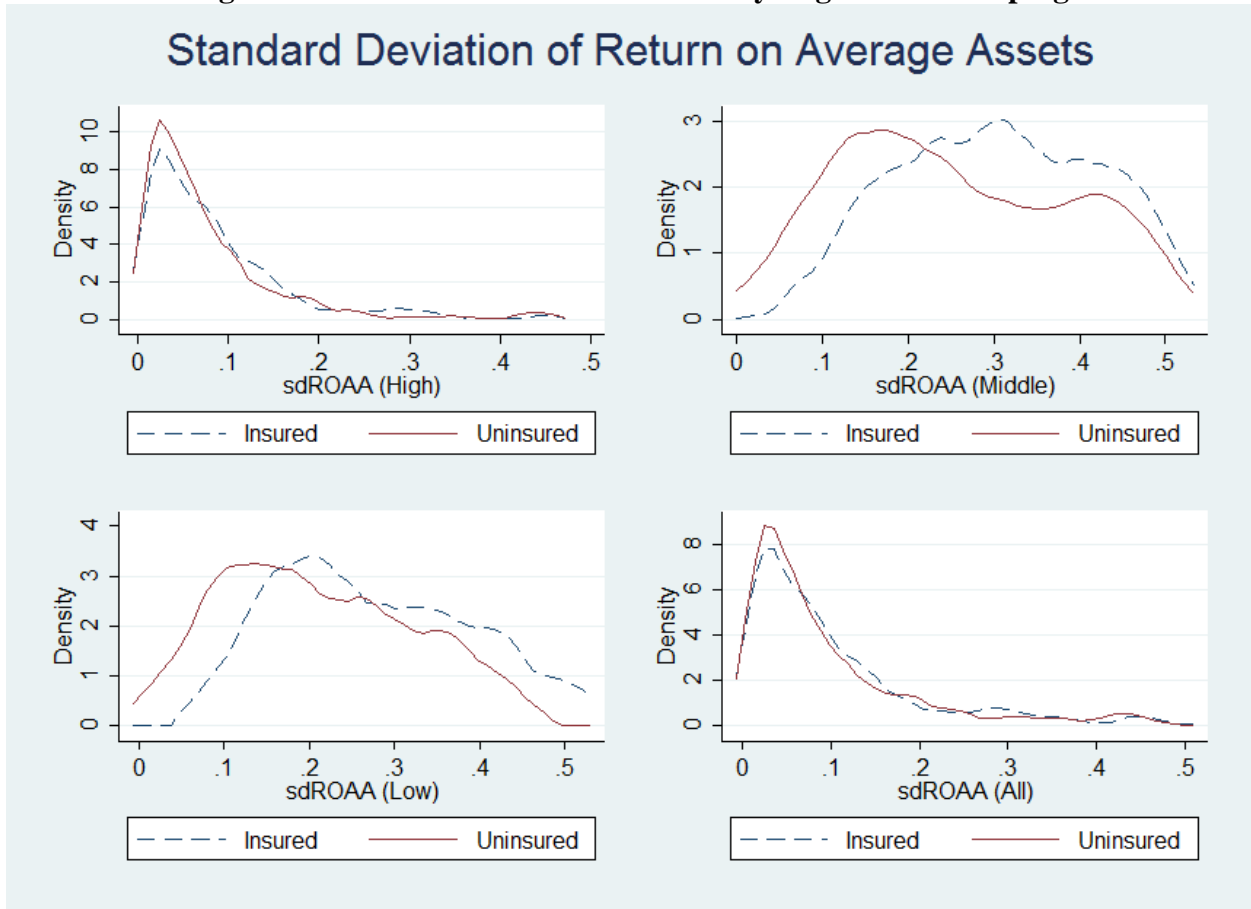 Standard Deviation of Return on Average Assets
Density
10
8
6
4
2
0
0 .1 .2 .3 .4 .5
sdROAA (High)
Insured Uninsured
Density
3
2
1
0
0 .1 .2 .3 .4 .5
sdROAA (Middle)
Insured Uninsured
Density
4
3
2
1
0
0 .1 .2 .3 .4 .5
sdROAA (Low)
Insured Uninsured
Density
8
6
4
2
0
0 .1 .2 .3 .4 .5
sdROAA (All)
Insured Uninsured